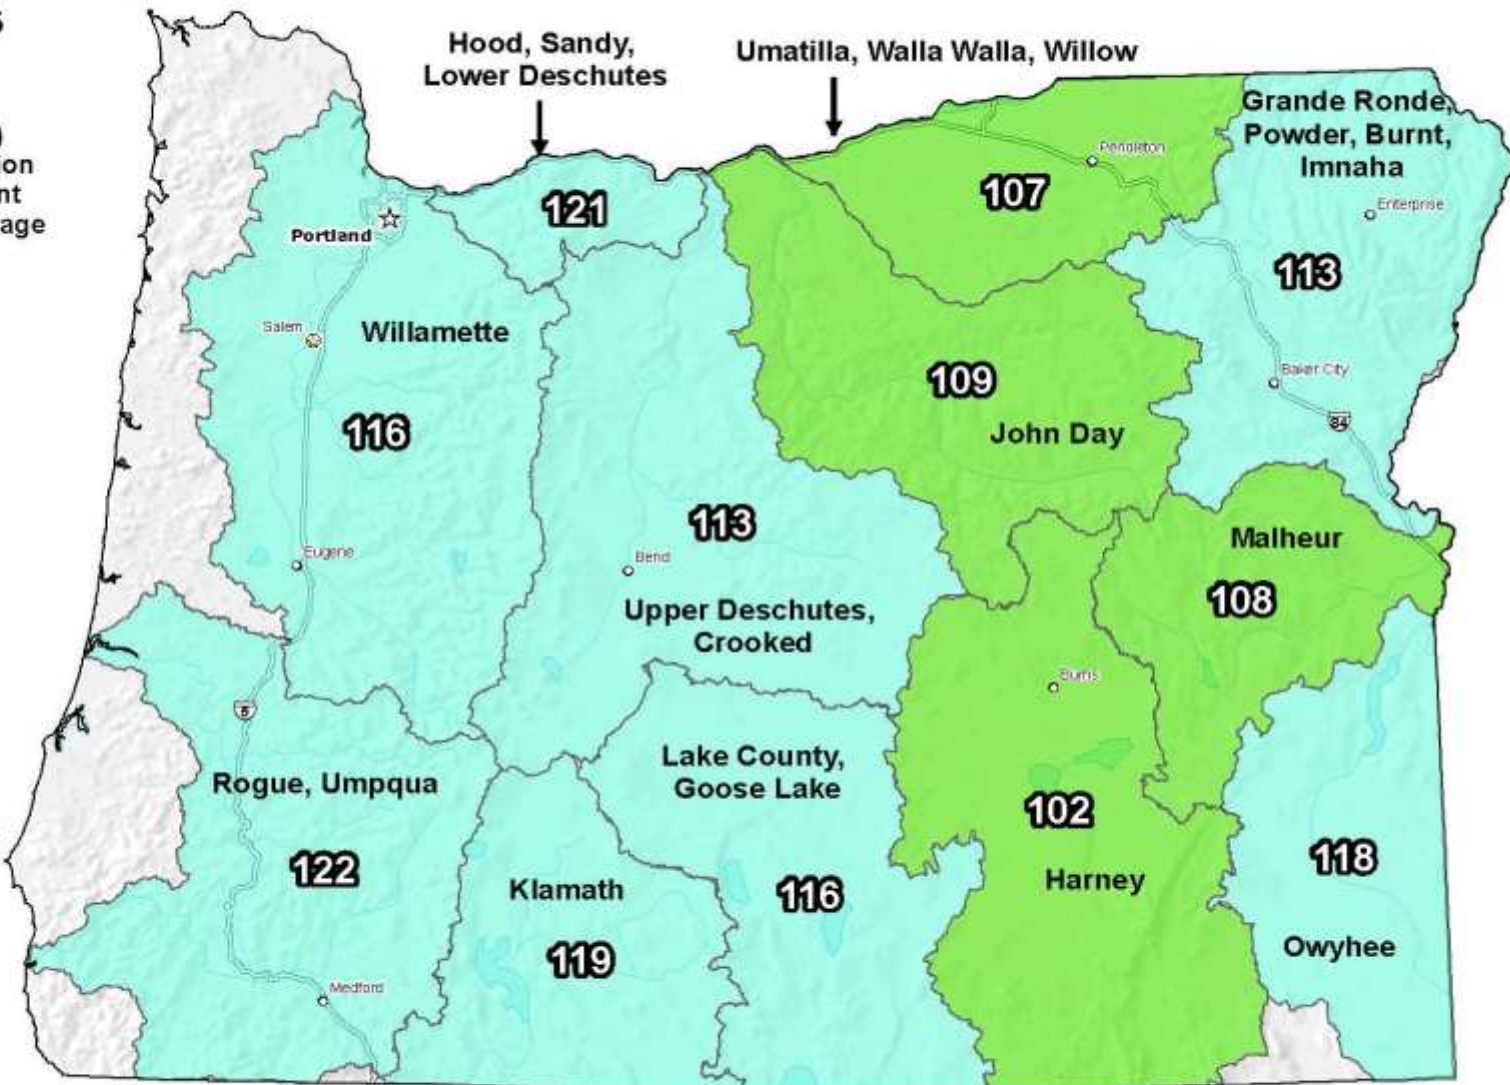 Hood, Sandy,
Lower Deschutes
Umatilla, Walla Walla, Willow
Grande Ronde,
Powder, Burnt,
Imnaha
Pendleton
107
Enterprise
121
Portland
113
Salem
Willamette
109
Baker City
John Day
84
116
113
Malheur
Eugene
Bend
108
Upper Deschutes,
Crooked
Burns
5
Lake County,
Goose Lake
Rogue, Umpqua
102
122
118
Klamath
116
Harney
119
Owyhee
Medford